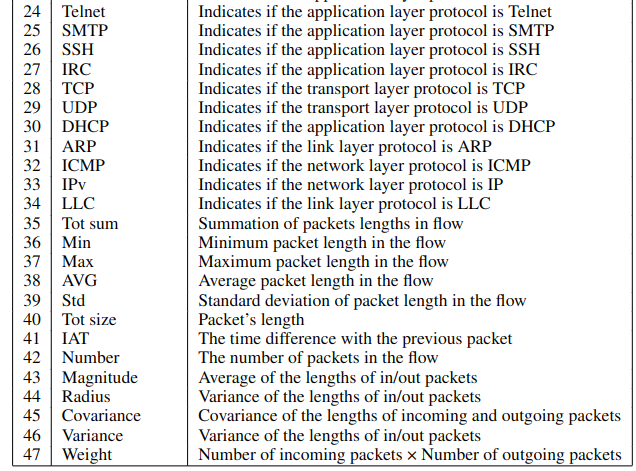 24 Telnet Indicates if the application layer protocol is Telnet
25 SMTP Indicates if the application layer protocol is SMTP
26 SSH Indicates if the application layer protocol is SSH
27 IRC Indicates if the application layer protocol is IRC
28 TCP Indicates if the transport layer protocol is TCP
29 UDP Indicates if the transport layer protocol is UDP
30 DHCP Indicates if the application layer protocol is DHCP
31 ARP Indicates if the link layer protocol is ARP
32 ICMP Indicates if the network layer protocol is ICMP
33 IPv Indicates if the network layer protocol is IP
34 LLC Indicates if the link layer protocol is LLC
35 Tot sum Summation of packets lengths in flow
36 Min Minimum packet length in the flow
37 Max Maximum packet length in the flow
38 AVG Average packet length in the flow
39 Std Standard deviation of packet length in the flow
40 Tot size Packet's length
41 IAT The time difference with the previous packet
42 Number The number of packets in the flow
43 Magnitude Average of the lengths of in/out packets
44 Radius Variance of the lengths of in/out packets
45 Covariance Covariance of the lengths of incoming and outgoing packets
46 Variance Variance of the lengths of in/out packets
47 Weight Number of incoming packets × Number of outgoing packets